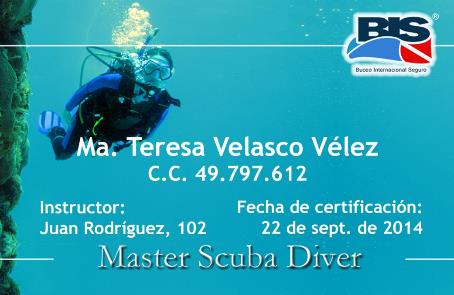 BIS®
Buceo Internacional Seguro
Ma. Teresa Velasco Vélez
C.C. 49.797.612
Instructor:
Juan Rodríguez, 102
Fecha de certificación:
22 de sept. de 2014
Master Scuba Diver